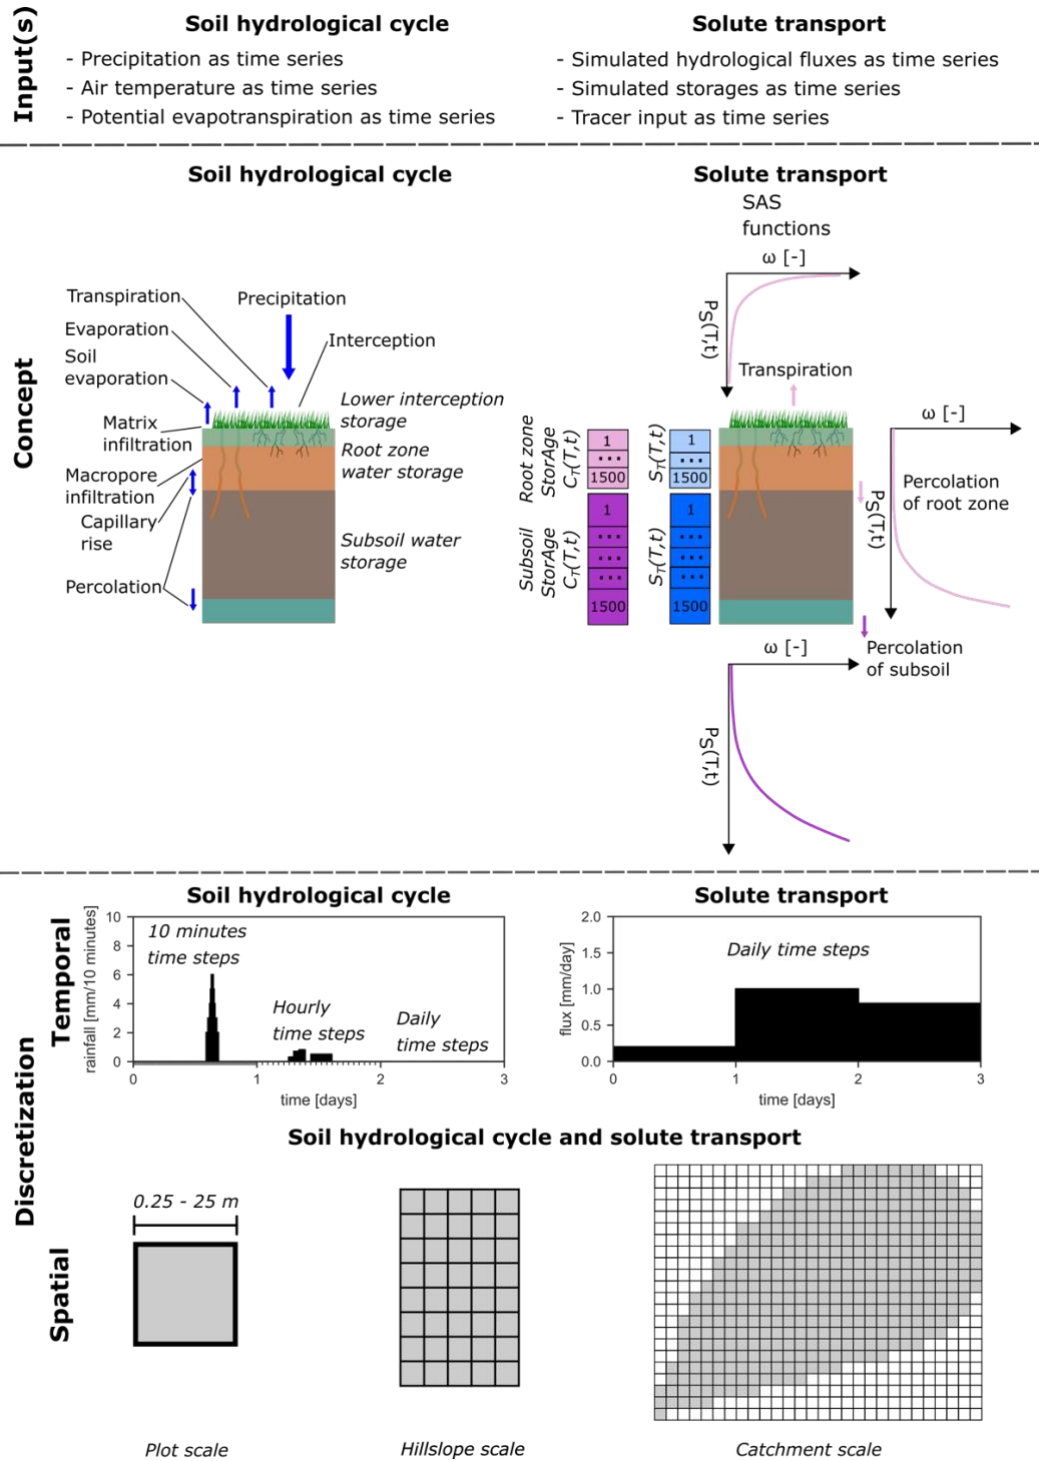 Input(s)
Soil hydrological cycle
- Precipitation as time series
- Air temperature as time series
- Potential evapotranspiration as time series
Solute transport
- Simulated hydrological fluxes as time series
- Simulated storages as time series
- Tracer input as time series
Concept
Soil hydrological cycle
Transpiration
Precipitation
Evaporation
Interception
Soil
evaporation
Lower interception
storage
Matrix
infiltration
Root zone
water storage
Macropore
infiltration
Capillary
rise
Subsoil water
storage
Percolation
Solute transport
SAS
functions
ω [-]
PS(T,t)
Transpiration
ω [-]
PS(T,t)
Percolation
of root zone
Root zone
StorAge
CT(T,t)
1
...
1500
ST(T,t)
1
...
1500
Subsoil
StorAge
CT(T,t)
1
...
...
...
1500
ST(T,t)
1
...
...
...
1500
Percolation
of subsoil
ω [-]
PS(T,t)
Discretization
Temporal
Soil hydrological cycle
rainfall [mm/10 minutes]
10
8
6
4
2
0
10 minutes
time steps
Hourly
time steps
Daily
time steps
0 1 2 3
time [days]
Solute transport
flux [mm/day]
2.0
1.5
1.0
0.5
0.0
Daily time steps
0 1 2 3
time [days]
Spatial
Soil hydrological cycle and solute transport
0.25 - 25 m
Plot scale
Hillslope scale
Catchment scale